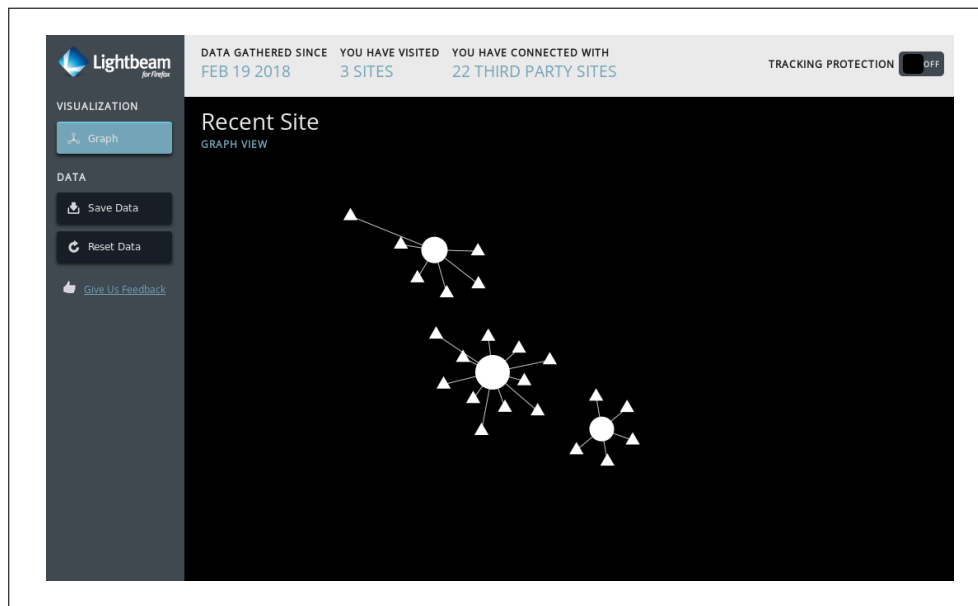 Lightbeam
for Firefox
DATA GATHERED SINCE
FEB 19 2018
YOU HAVE VISITED
3 SITES
YOU HAVE CONNECTED WITH
22 THIRD PARTY SITES
TRACKING PROTECTION
OFF
VISUALIZATION
Graph
DATA
Save Data
Reset Data
Give Us Feedback
Recent Site
GRAPH VIEW